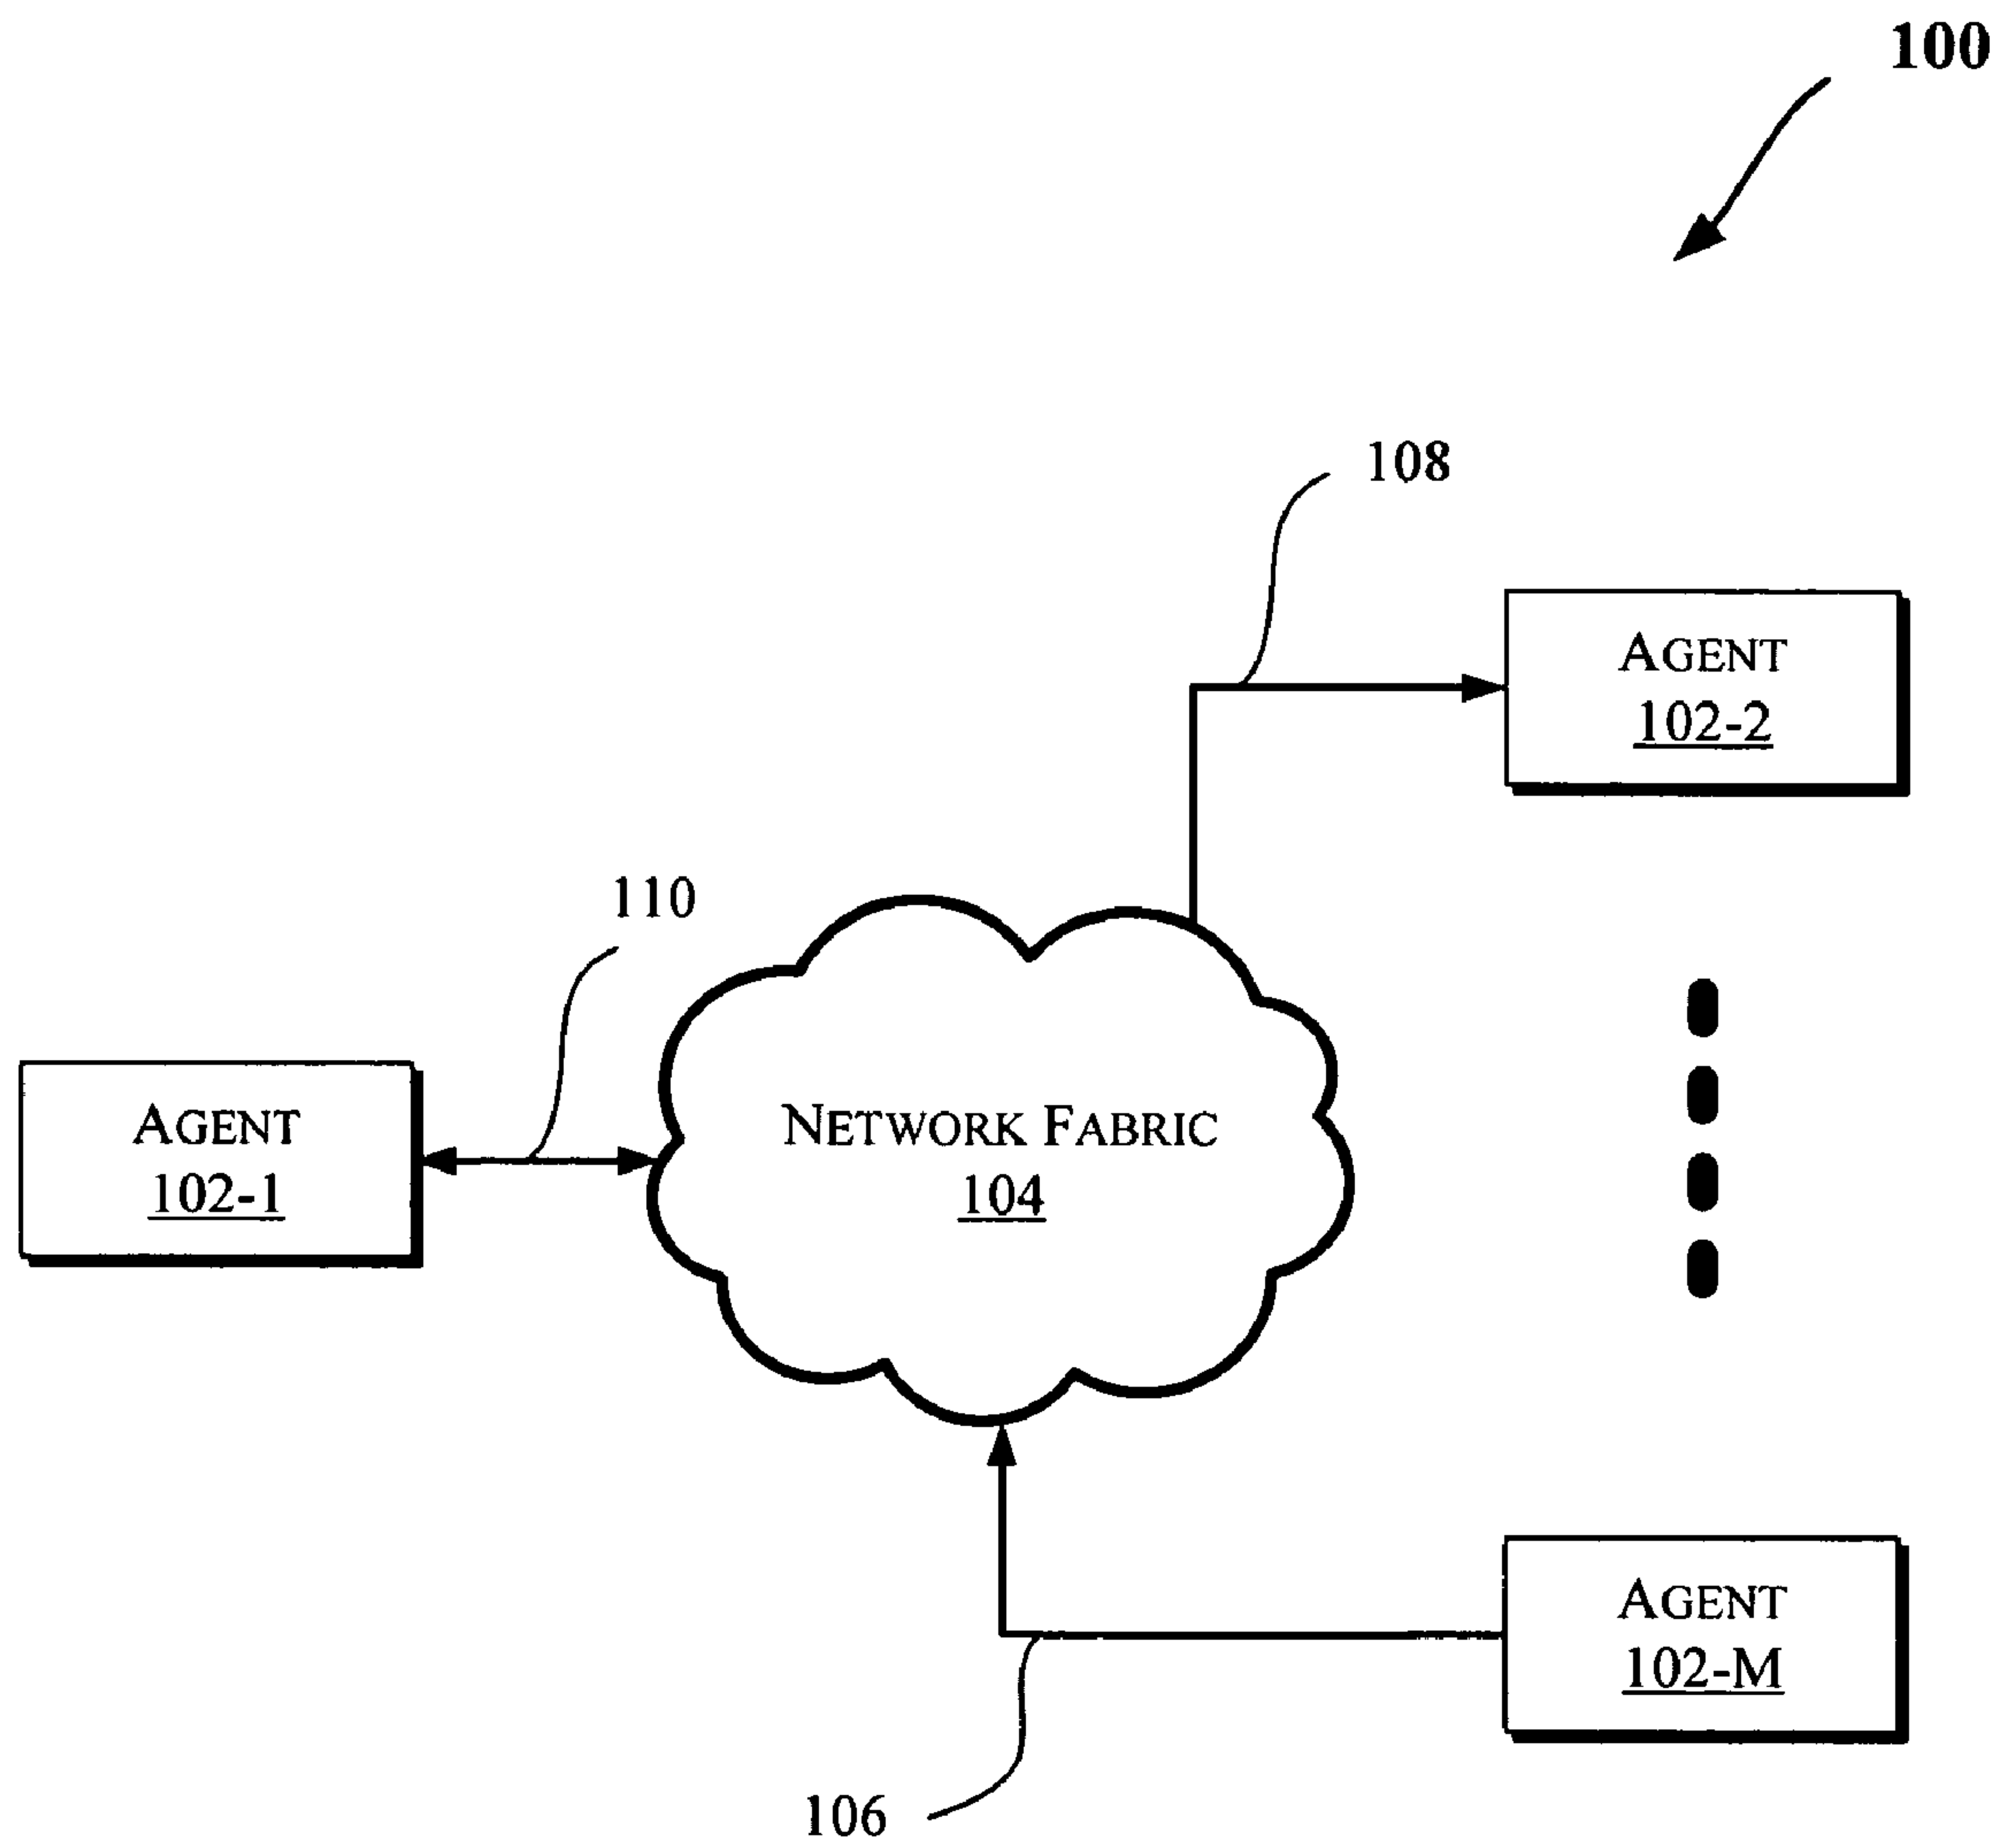 100
108
AGENT
102-2
110
AGENT
102-1
NETWORK FABRIC
104
AGENT
102-M
106